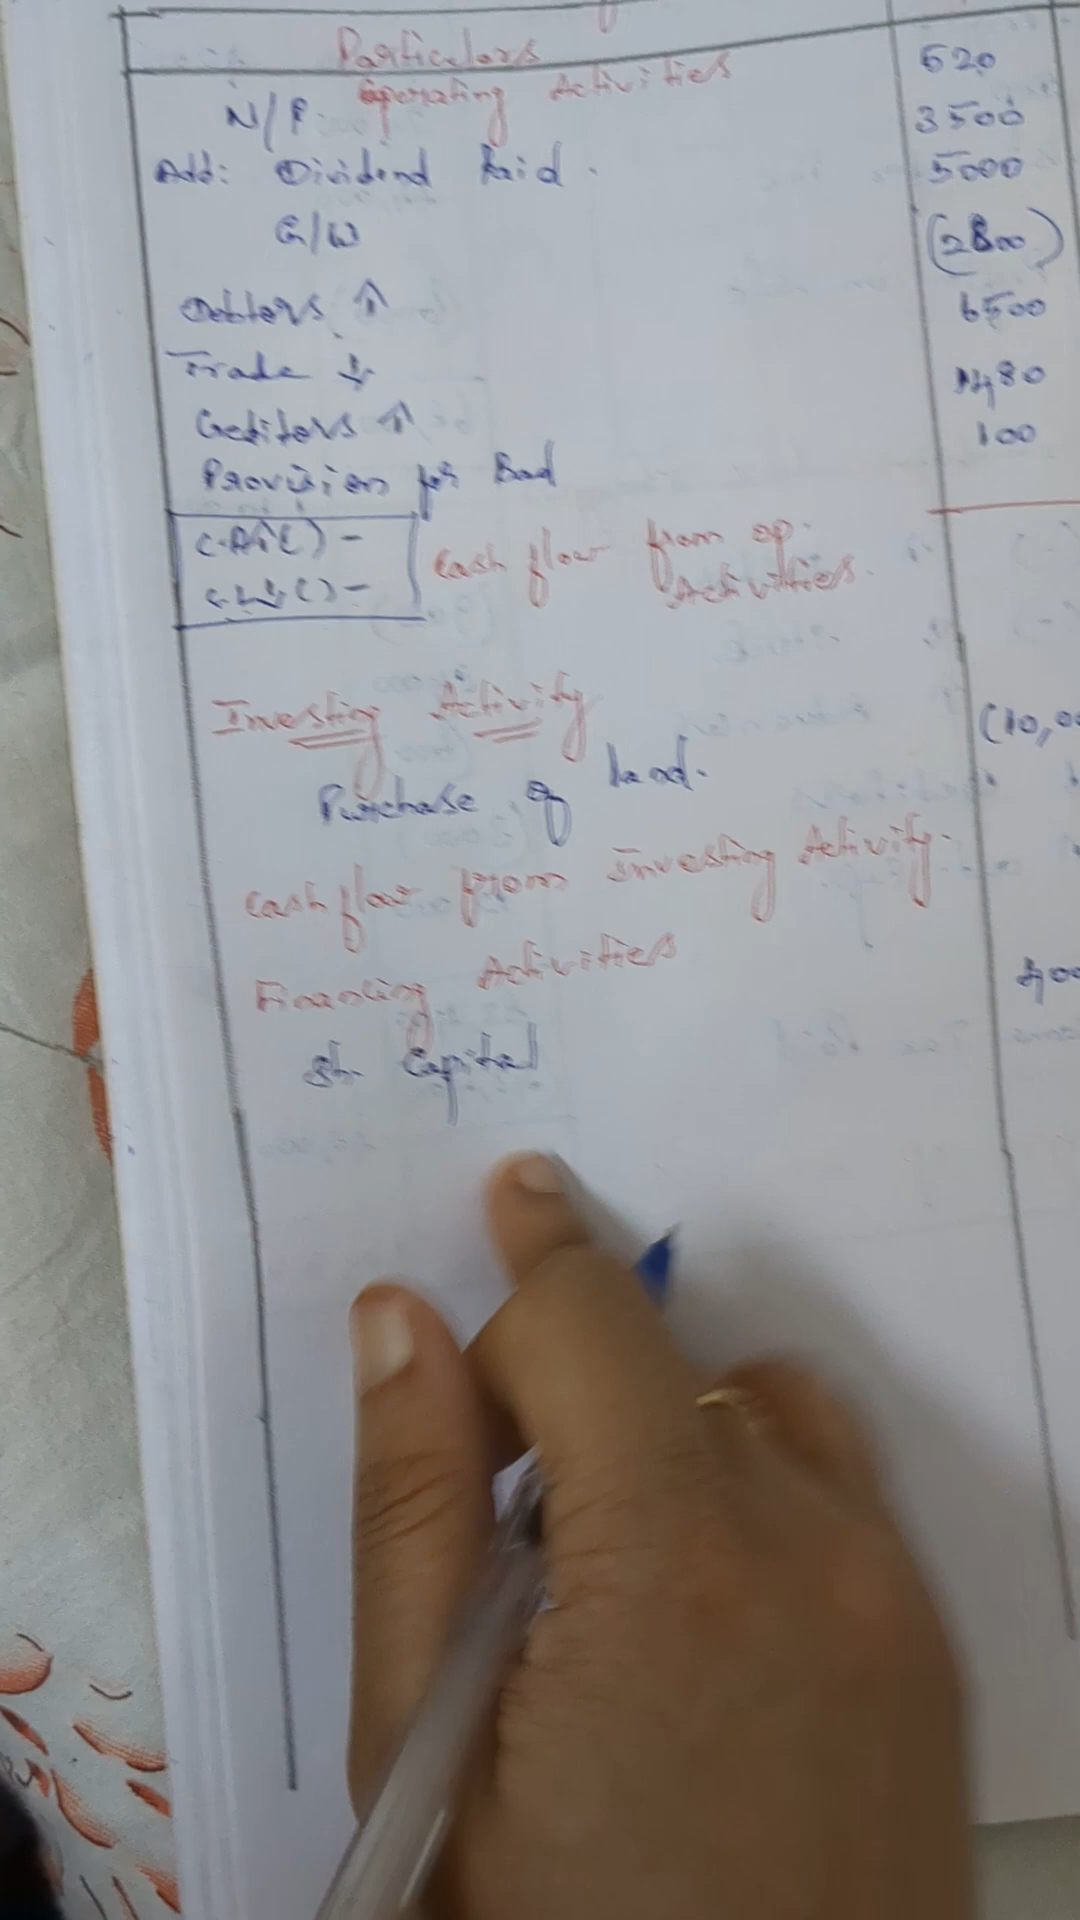 Particulars
Operating Activities
N/P. 520
Add: Dividend Paid. 3500
G/W 5000
Debtors ↑ (2800)
Trade ↓ 6500
Creditors ↑ 1480
Provision for Bad 100
C.A↑( ) -
C.L↓( ) -
Cash flow from op.
Activities.
Investing Activity
Purchase of land. (10,0
Cash flow from Investing Activity.
Financing Activities
Sh. Capital 400